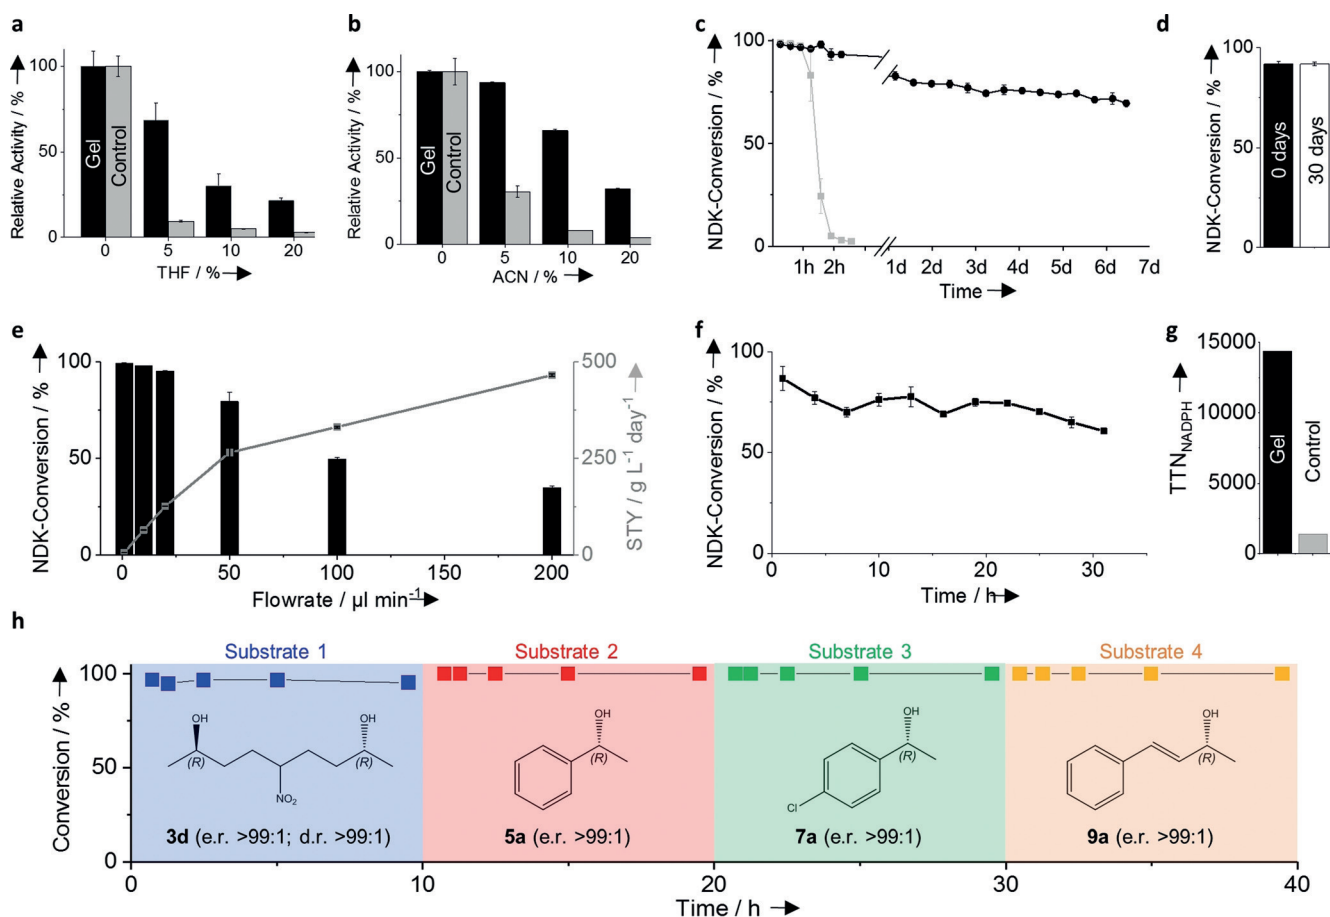 a
Relative Activity / %
100
50
0
Gel
Control
0
5
10
20
THF / %
b
Relative Activity / %
100
50
0
Gel
Control
0
5
10
20
ACN / %
c
NDK-Conversion / %
100
50
0
1h
2h
1d
2d
3d
4d
5d
6d
7d
Time
d
NDK-Conversion / %
100
50
0
0 days
30 days
e
NDK-Conversion / %
100
50
0
0
50
100
150
200
Flowrate / µl min⁻¹
500
250
0
STY / g L⁻¹ day⁻¹
f
NDK-Conversion / %
100
50
0
0
10
20
30
Time / h
g
TTN_NADPH
15000
10000
5000
0
Gel
Control
h
Conversion / %
100
50
0
Substrate 1
Substrate 2
Substrate 3
Substrate 4
OH
OH
(R)
(R)
NO₂
3d (e.r. >99:1; d.r. >99:1)
OH
(R)
5a (e.r. >99:1)
OH
(R)
Cl
7a (e.r. >99:1)
OH
(R)
9a (e.r. >99:1)
0
10
20
30
40
Time / h